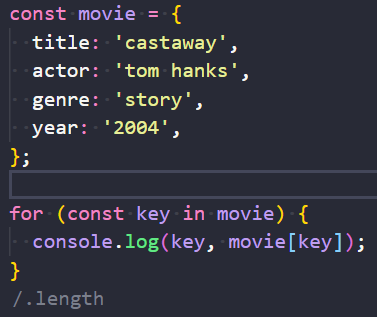 const movie = {
  title: 'castaway',
  actor: 'tom hanks',
  genre: 'story',
  year: '2004',
};

for (const key in movie) {
  console.log(key, movie[key]);
}
/.length